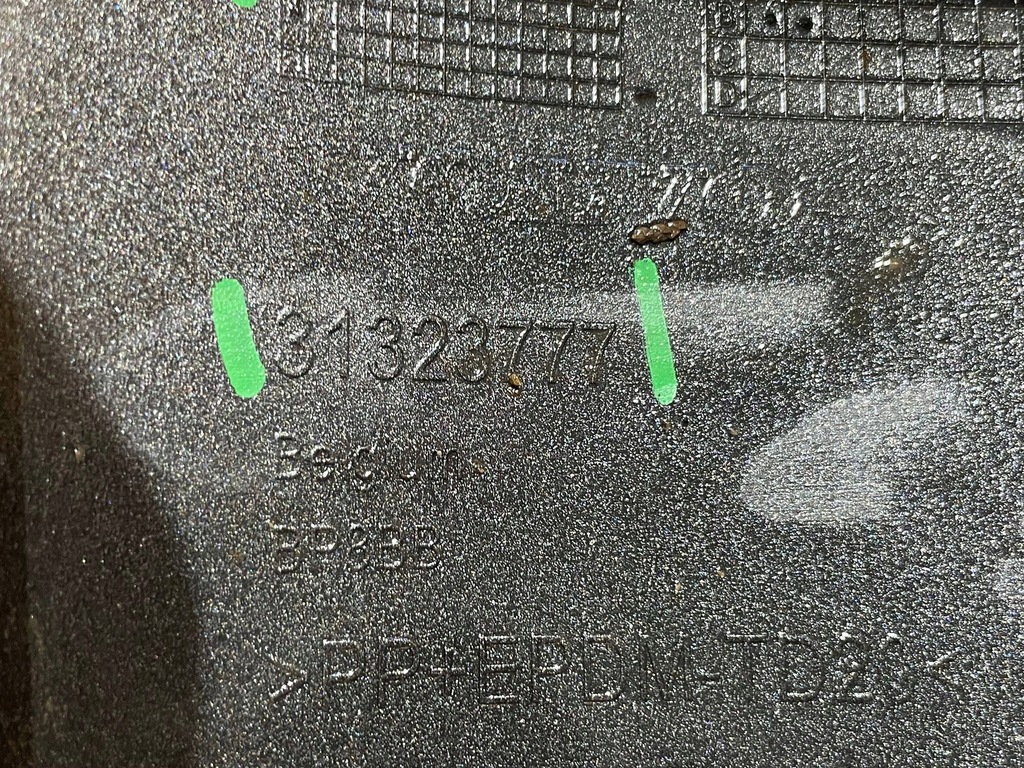 B
C
D
31323777
Belgium
BP3BB
>PP+EPDM-TD20<